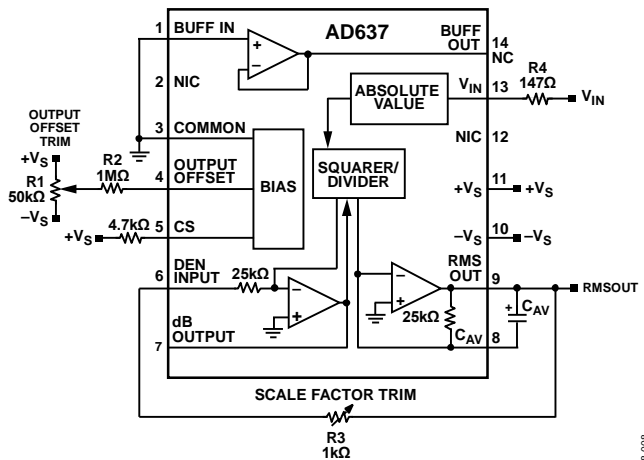 AD637
1 BUFF IN
BUFF OUT 14
NC
R4
147Ω
2 NIC
ABSOLUTE VALUE
V_IN 13
V_IN
OUTPUT OFFSET TRIM
3 COMMON
NIC 12
+V_S
R2
1MΩ
OUTPUT OFFSET
4
BIAS
SQUARER/DIVIDER
+V_S 11 +V_S
R1
50kΩ
−V_S
4.7kΩ
+V_S
5 CS
−V_S 10 −V_S
6 DEN INPUT
25kΩ
RMS OUT 9
RMSOUT
+
−
+
−
+
−
25kΩ
C_AV
+
C_AV
8
dB OUTPUT
7
SCALE FACTOR TRIM
R3
1kΩ